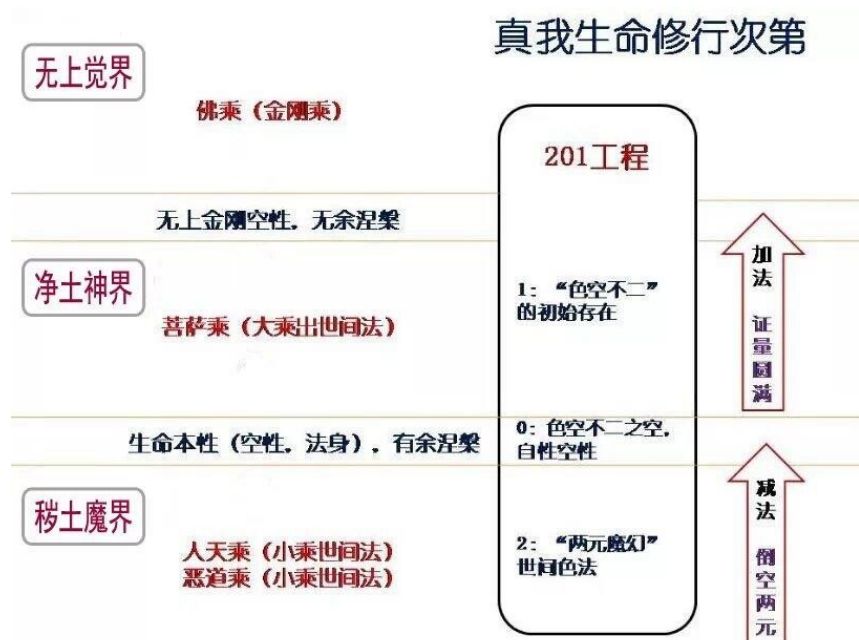 真我生命修行次第
无上觉界
佛乘（金刚乘）
201工程
无上金刚空性，无余涅槃
净土神界
菩萨乘（大乘出世间法）
1：“色空不二”
的初始存在
加法 证量圆满
生命本性（空性，法身），有余涅槃
0：色空不二之空，
自性空性
秽土魔界
人天乘（小乘世间法）
恶道乘（小乘世间法）
2：“两元魔幻”
世间色法
减法 倒空两元